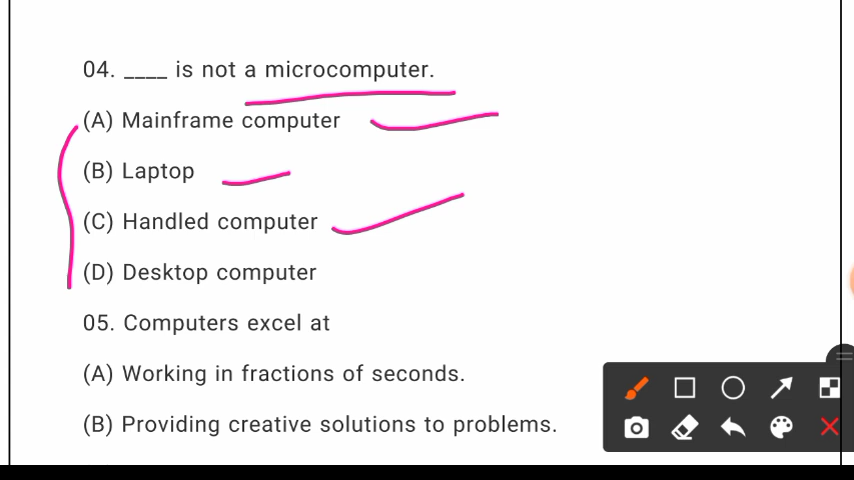 04. ____ is not a microcomputer.
(A) Mainframe computer
(B) Laptop
(C) Handled computer
(D) Desktop computer
05. Computers excel at
(A) Working in fractions of seconds.
(B) Providing creative solutions to problems.